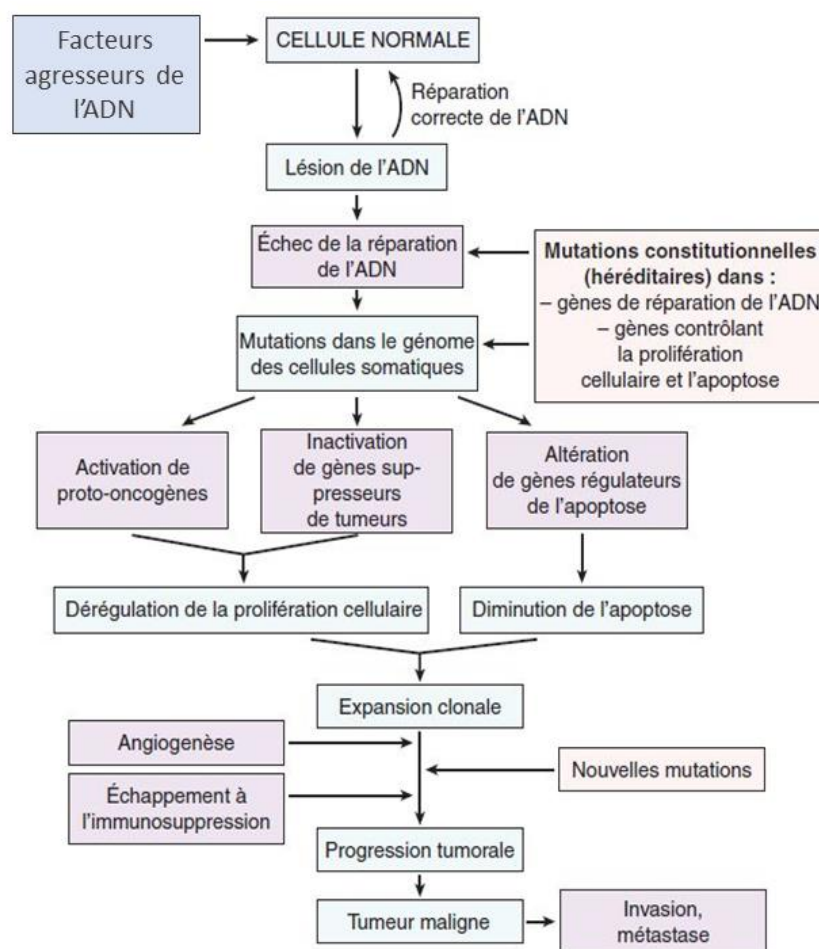 Facteurs
agresseurs de
l'ADN
CELLULE NORMALE
Réparation
correcte de l'ADN
Lésion de l'ADN
Échec de la réparation
de l'ADN
Mutations constitutionnelles
(héréditaires) dans :
– gènes de réparation de l'ADN
– gènes contrôlant
la prolifération
cellulaire et l'apoptose
Mutations dans le génome
des cellules somatiques
Activation de
proto-oncogènes
Inactivation
de gènes sup-
presseurs
de tumeurs
Altération
de gènes régulateurs
de l'apoptose
Dérégulation de la prolifération cellulaire
Diminution de l'apoptose
Expansion clonale
Angiogenèse
Nouvelles mutations
Échappement à
l'immunosuppression
Progression tumorale
Tumeur maligne
Invasion,
métastase